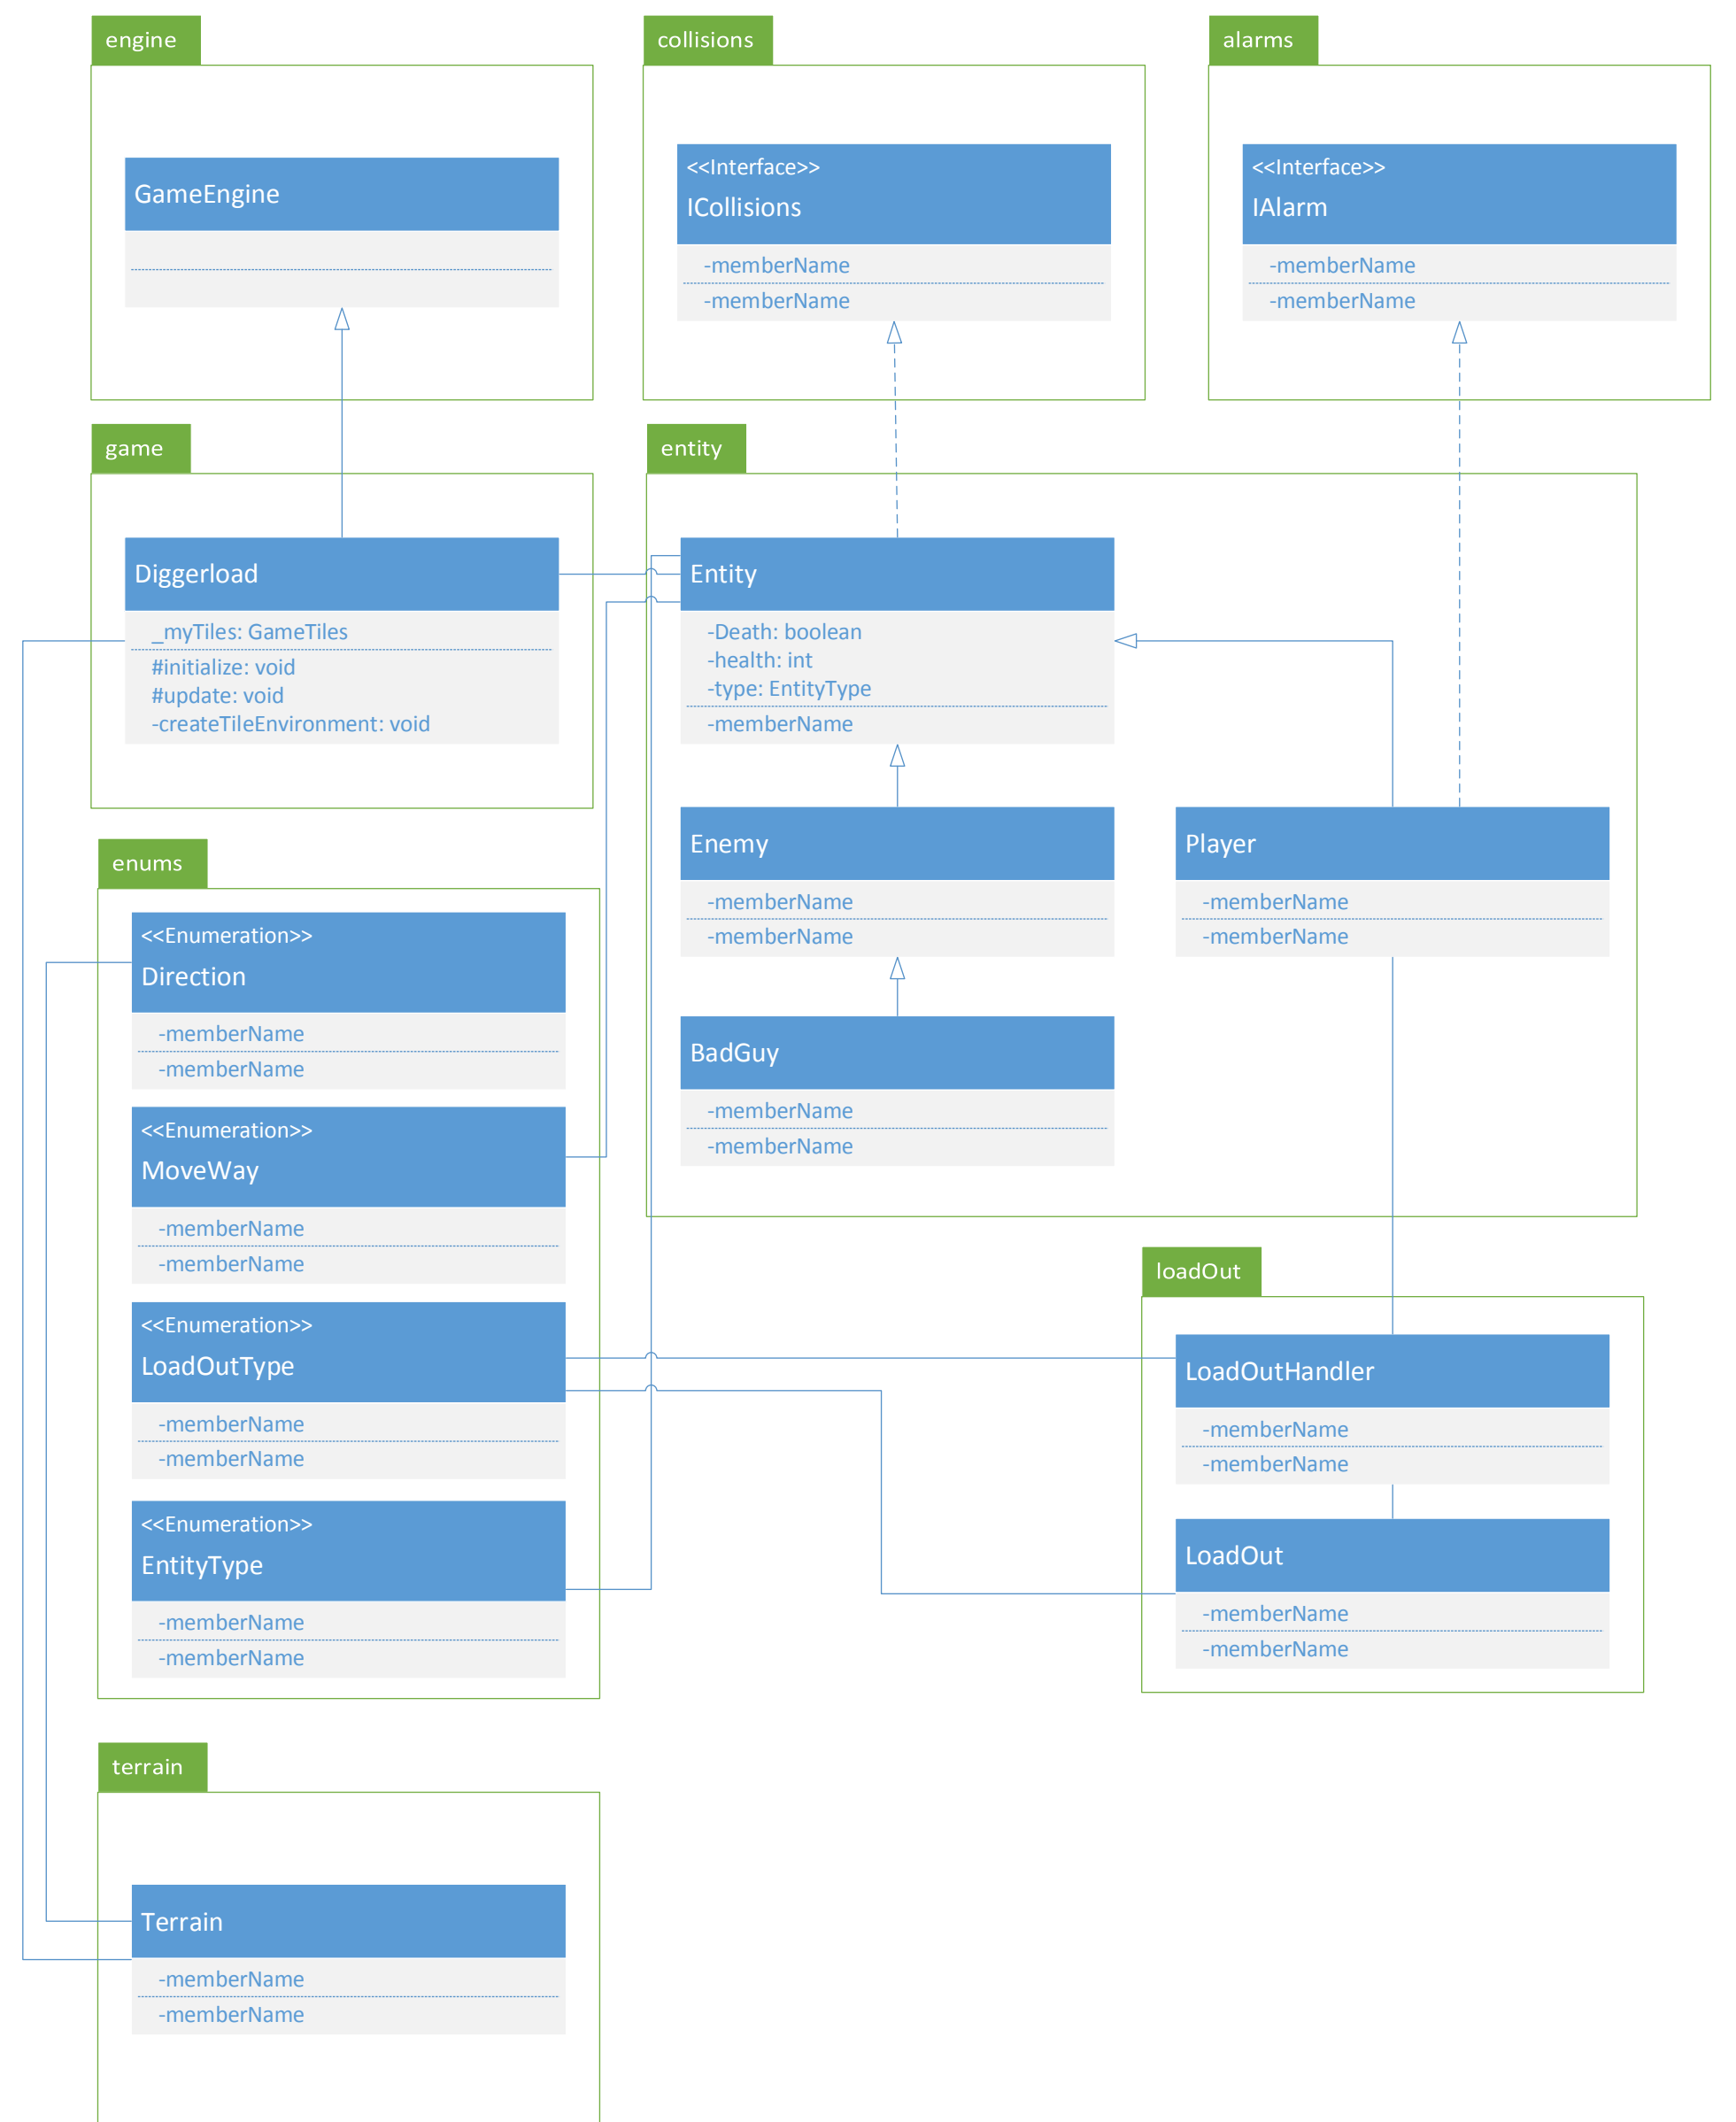 engine
GameEngine
collisions
<<Interface>>
ICollisions
-memberName
-memberName
alarms
<<Interface>>
IAlarm
-memberName
-memberName
game
Diggerload
_myTiles: GameTiles
#initialize: void
#update: void
-createTileEnvironment: void
entity
Entity
-Death: boolean
-health: int
-type: EntityType
-memberName
Enemy
-memberName
-memberName
Player
-memberName
-memberName
BadGuy
-memberName
-memberName
enums
<<Enumeration>>
Direction
-memberName
-memberName
<<Enumeration>>
MoveWay
-memberName
-memberName
<<Enumeration>>
LoadOutType
-memberName
-memberName
<<Enumeration>>
EntityType
-memberName
-memberName
loadOut
LoadOutHandler
-memberName
-memberName
LoadOut
-memberName
-memberName
terrain
Terrain
-memberName
-memberName